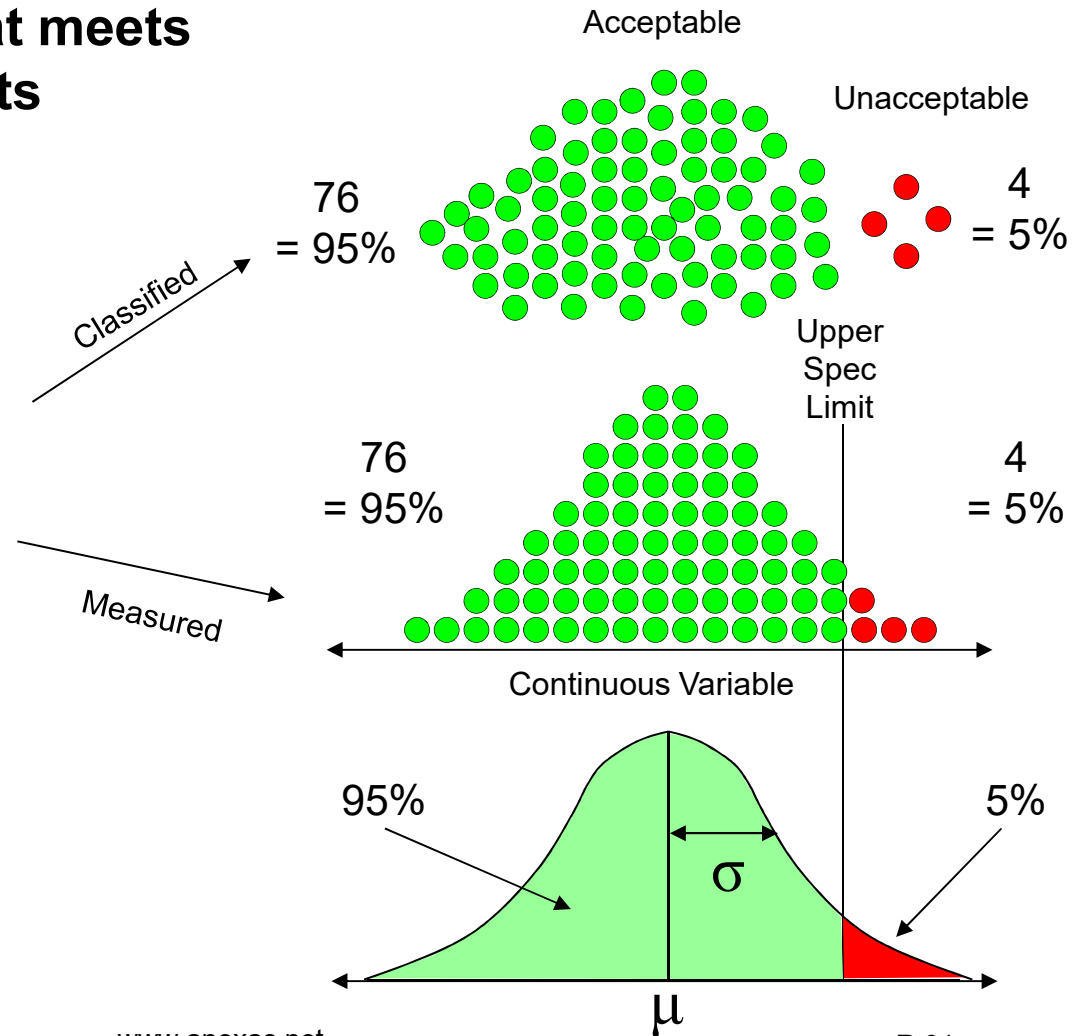 at meets
ts
Acceptable
Unacceptable
76
= 95%
4
= 5%
Classified
Upper
Spec
Limit
76
= 95%
4
= 5%
Measured
Continuous Variable
95%
5%
σ
μ